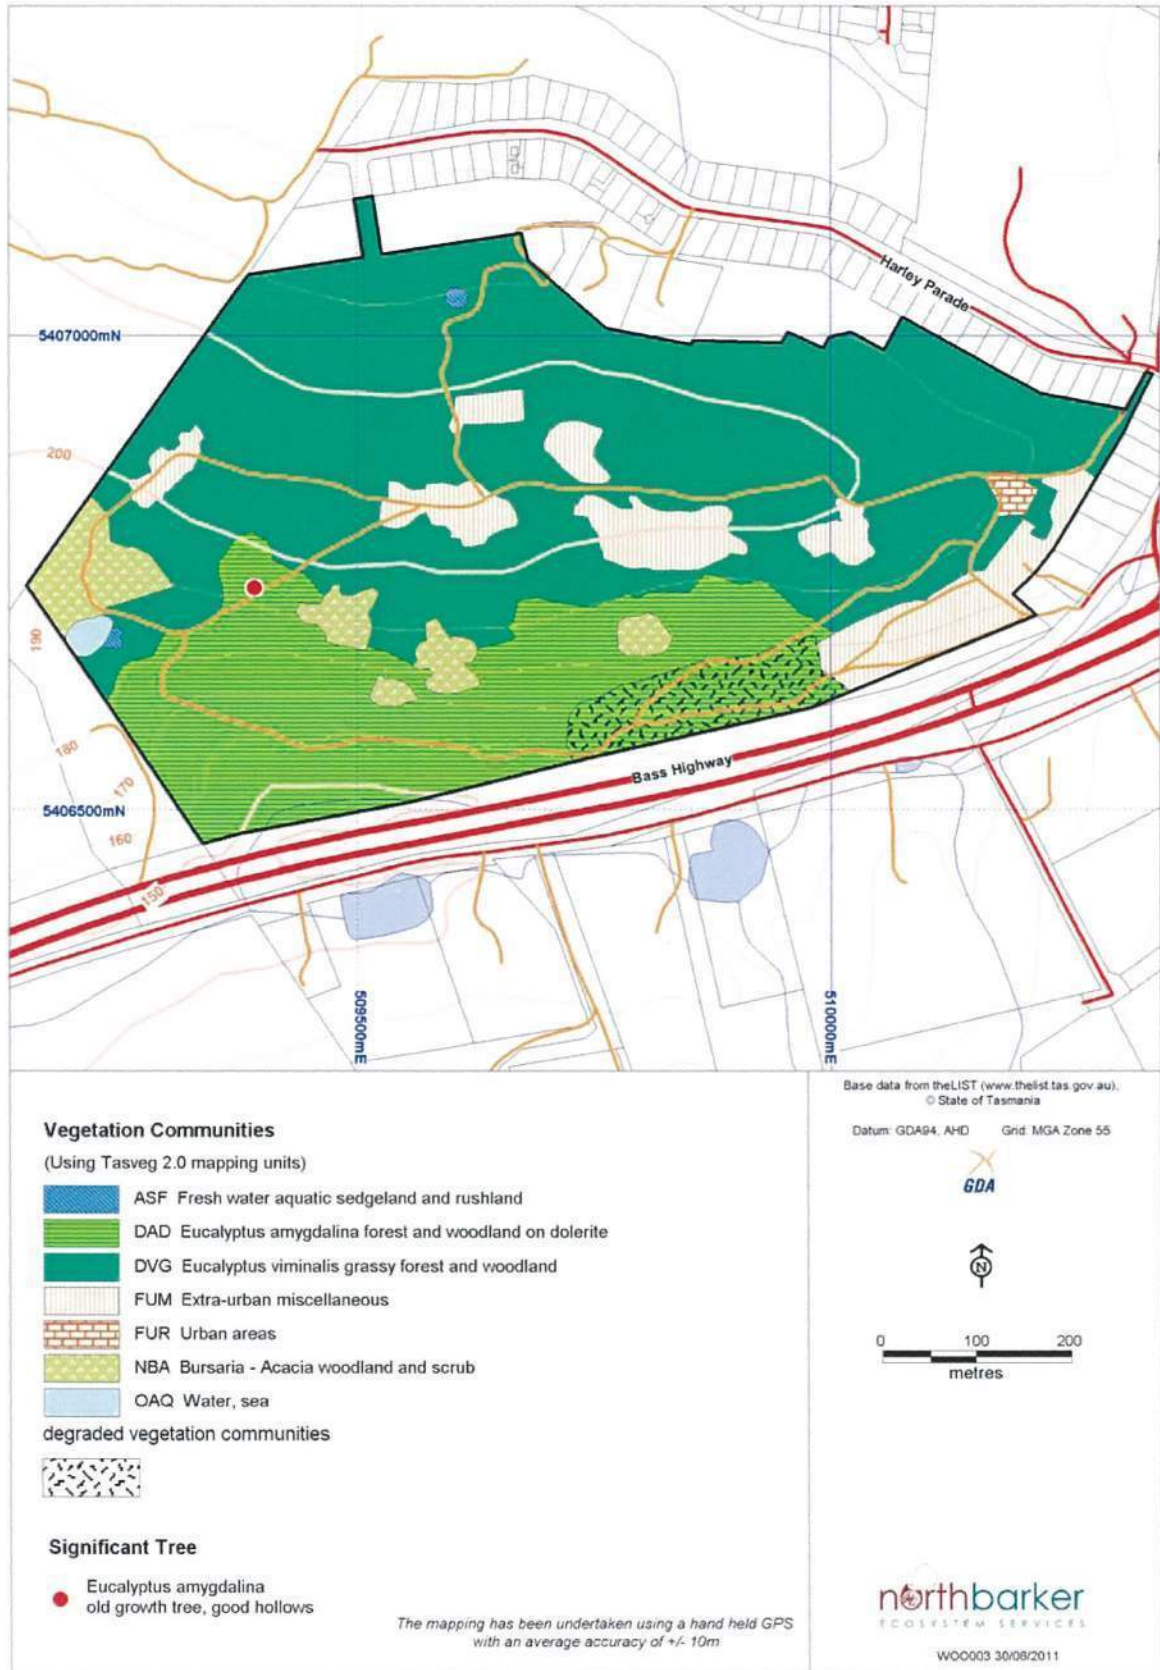 Harley Parade
5407000mN
200
190
180
170
160
150
Bass Highway
5406500mN
509500mE
510000mE
Vegetation Communities
(Using Tasveg 2.0 mapping units)
ASF Fresh water aquatic sedgeland and rushland
DAD Eucalyptus amygdalina forest and woodland on dolerite
DVG Eucalyptus viminalis grassy forest and woodland
FUM Extra-urban miscellaneous
FUR Urban areas
NBA Bursaria - Acacia woodland and scrub
OAQ Water, sea
degraded vegetation communities
Significant Tree
Eucalyptus amygdalina
old growth tree, good hollows
The mapping has been undertaken using a hand held GPS
with an average accuracy of +/- 10m
Base data from theLIST (www.thelist.tas.gov.au),
© State of Tasmania
Datum: GDA94, AHD Grid: MGA Zone 55
GDA
N
0 100 200
metres
northbarker
ECOSYSTEM SERVICES
WOO003 30/08/2011